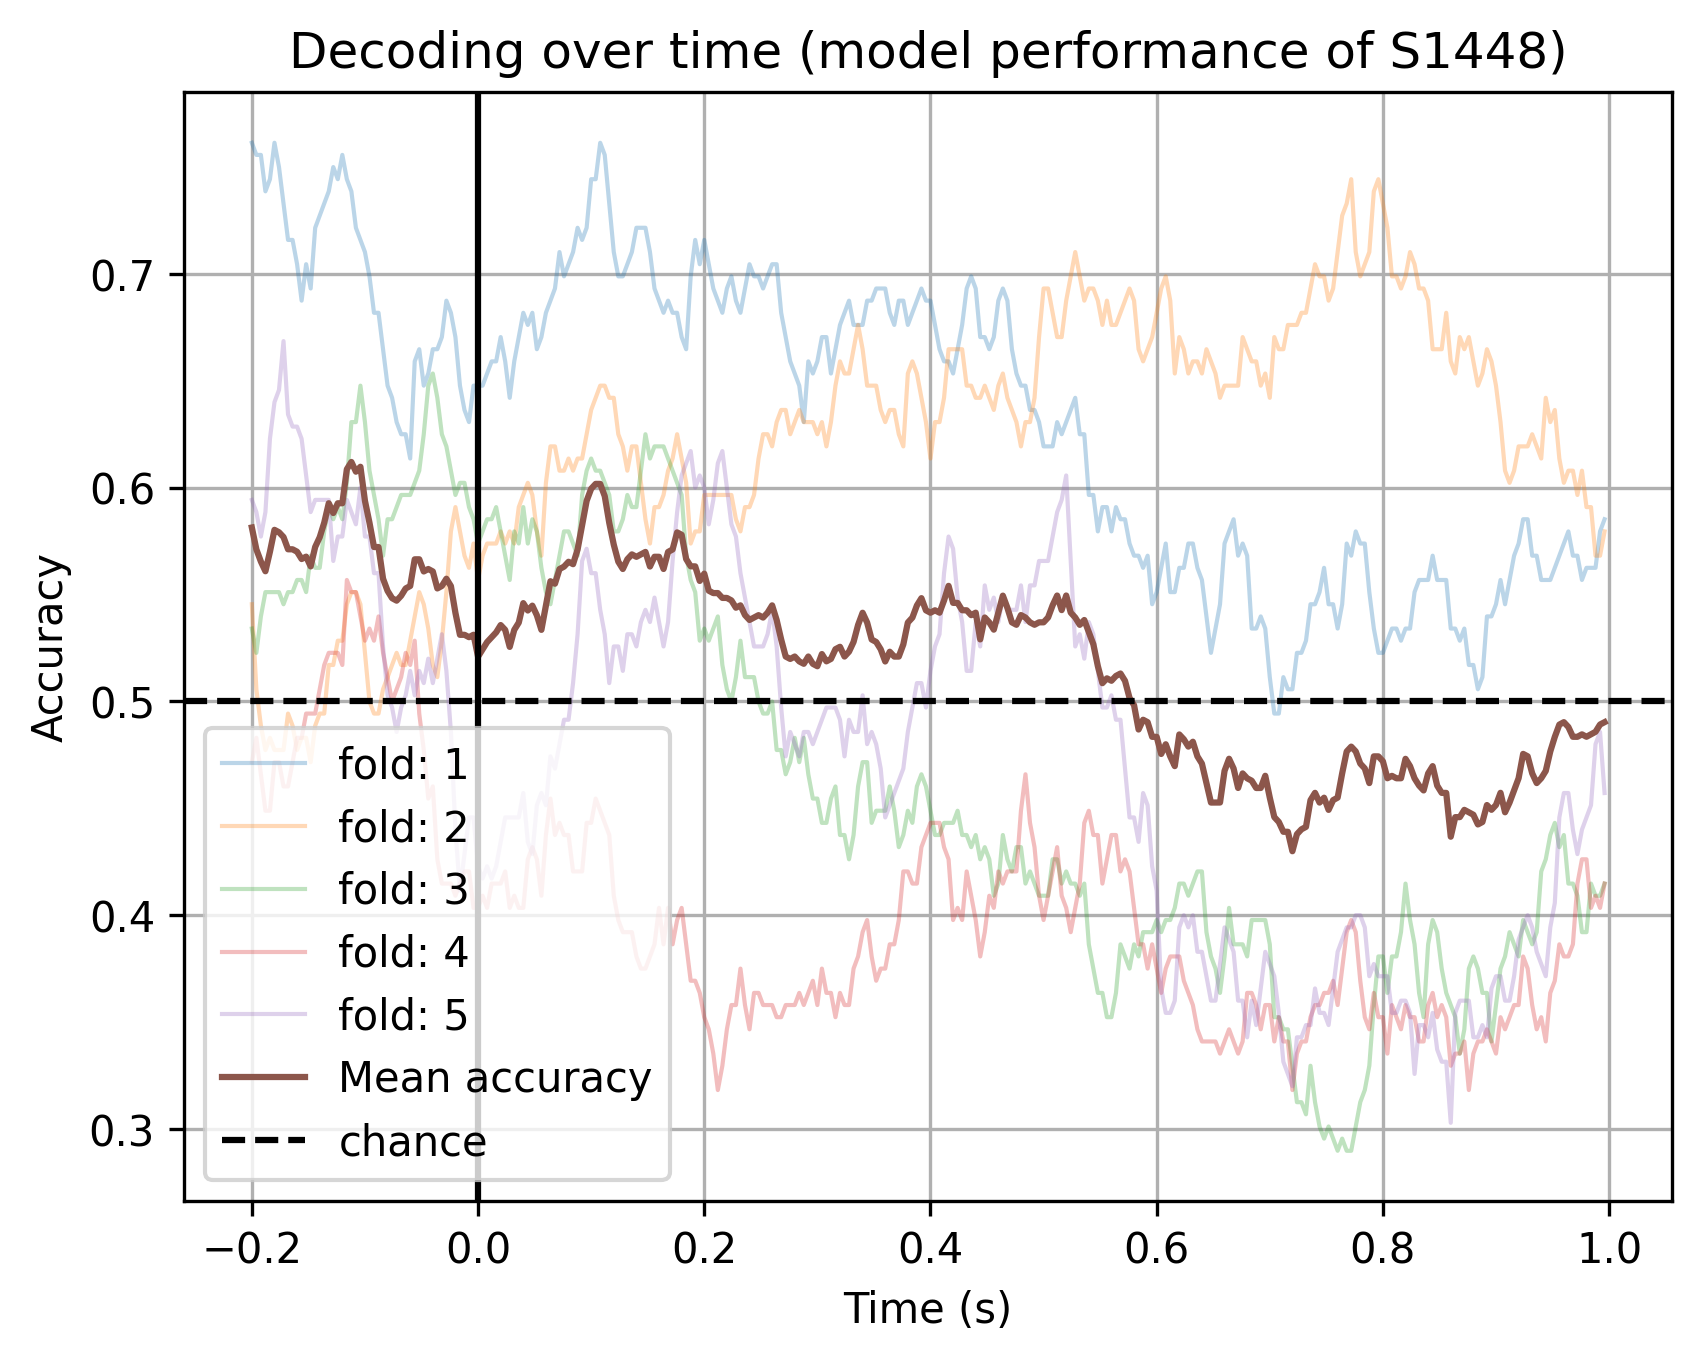 Decoding over time (model performance of S1448)
Accuracy
0.7
0.6
0.5
0.4
0.3
fold: 1
fold: 2
fold: 3
fold: 4
fold: 5
Mean accuracy
chance
−0.2 0.0 0.2 0.4 0.6 0.8 1.0
Time (s)